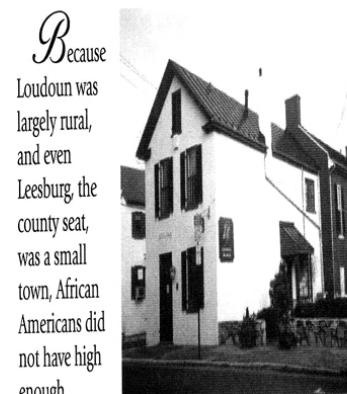 Because
Loudoun was
largely rural,
and even
Leesburg, the
county seat,
was a small
town, African
Americans did
not have high
enough